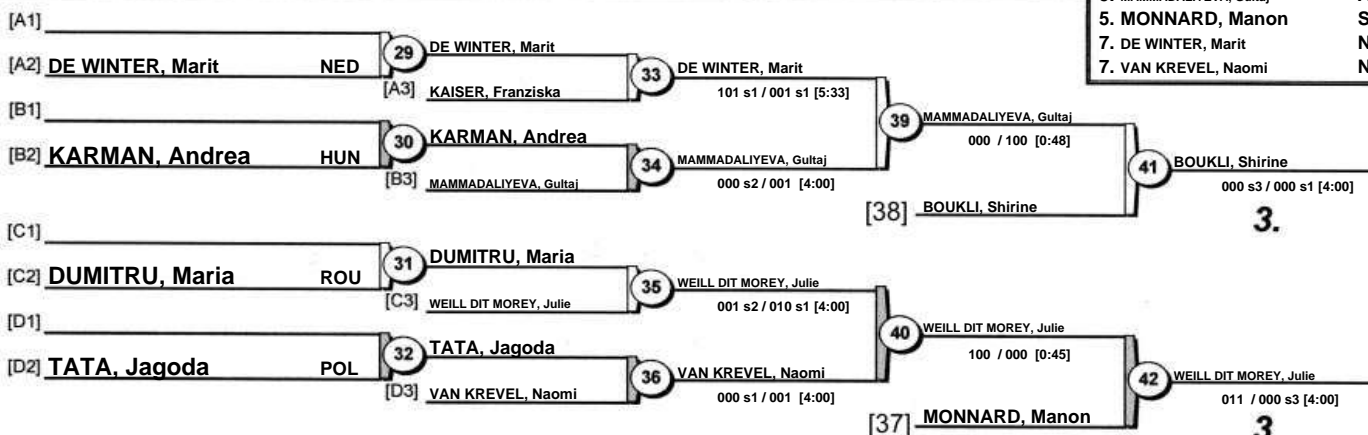 5. MONNARD, Manon S
7. DE WINTER, Marit N
7. VAN KREVEL, Naomi N
[A1]
[A2] DE WINTER, Marit NED
29
DE WINTER, Marit
[A3] KAISER, Franziska
33
DE WINTER, Marit
101 s1 / 001 s1 [5:33]
[B1]
[B2] KARMAN, Andrea HUN
30
KARMAN, Andrea
[B3] MAMMADALIYEVA, Gultaj
34
MAMMADALIYEVA, Gultaj
000 s2 / 001 [4:00]
39
MAMMADALIYEVA, Gultaj
000 / 100 [0:48]
[38] BOUKLI, Shirine
41
BOUKLI, Shirine
000 s3 / 000 s1 [4:00]
3.
[C1]
[C2] DUMITRU, Maria ROU
31
DUMITRU, Maria
[C3] WEILL DIT MOREY, Julie
35
WEILL DIT MOREY, Julie
001 s2 / 010 s1 [4:00]
[D1]
[D2] TATA, Jagoda POL
32
TATA, Jagoda
[D3] VAN KREVEL, Naomi
36
VAN KREVEL, Naomi
000 s1 / 001 [4:00]
40
WEILL DIT MOREY, Julie
100 / 000 [0:45]
[37] MONNARD, Manon
42
WEILL DIT MOREY, Julie
011 / 000 s3 [4:00]
3